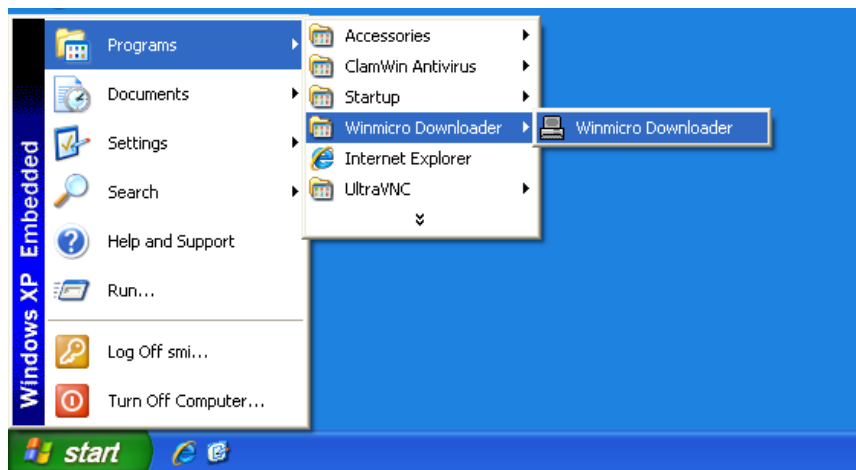 Windows XP Embedded
Programs
Documents
Settings
Search
Help and Support
Run...
Log Off smi...
Turn Off Computer...
Accessories
ClamWin Antivirus
Startup
Winmicro Downloader
Internet Explorer
UltraVNC
Winmicro Downloader
start